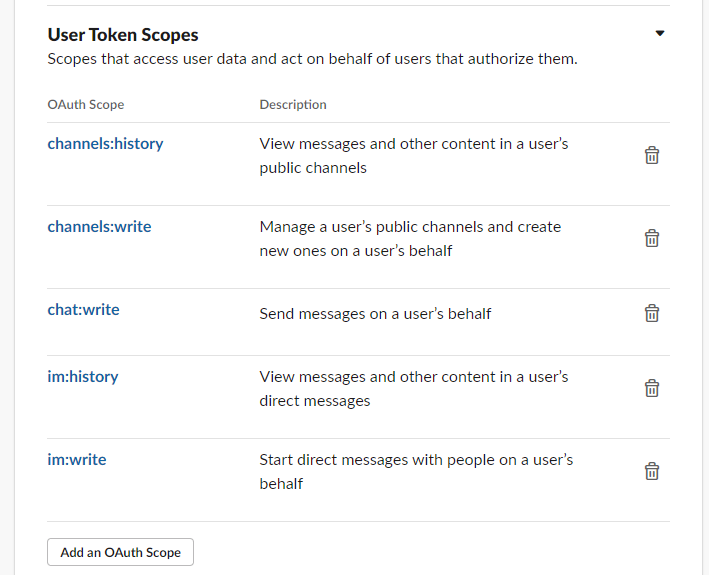 User Token Scopes
Scopes that access user data and act on behalf of users that authorize them.
OAuth Scope
Description
channels:history
View messages and other content in a user’s
public channels
channels:write
Manage a user’s public channels and create
new ones on a user’s behalf
chat:write
Send messages on a user’s behalf
im:history
View messages and other content in a user’s
direct messages
im:write
Start direct messages with people on a user’s
behalf
Add an OAuth Scope